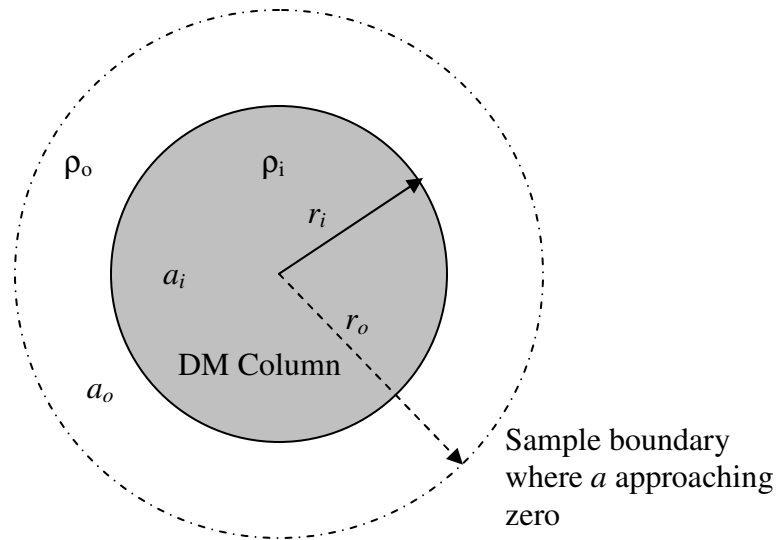 ρₒ
ρᵢ
rᵢ
aᵢ
rₒ
DM Column
aₒ
Sample boundary
where a approaching
zero